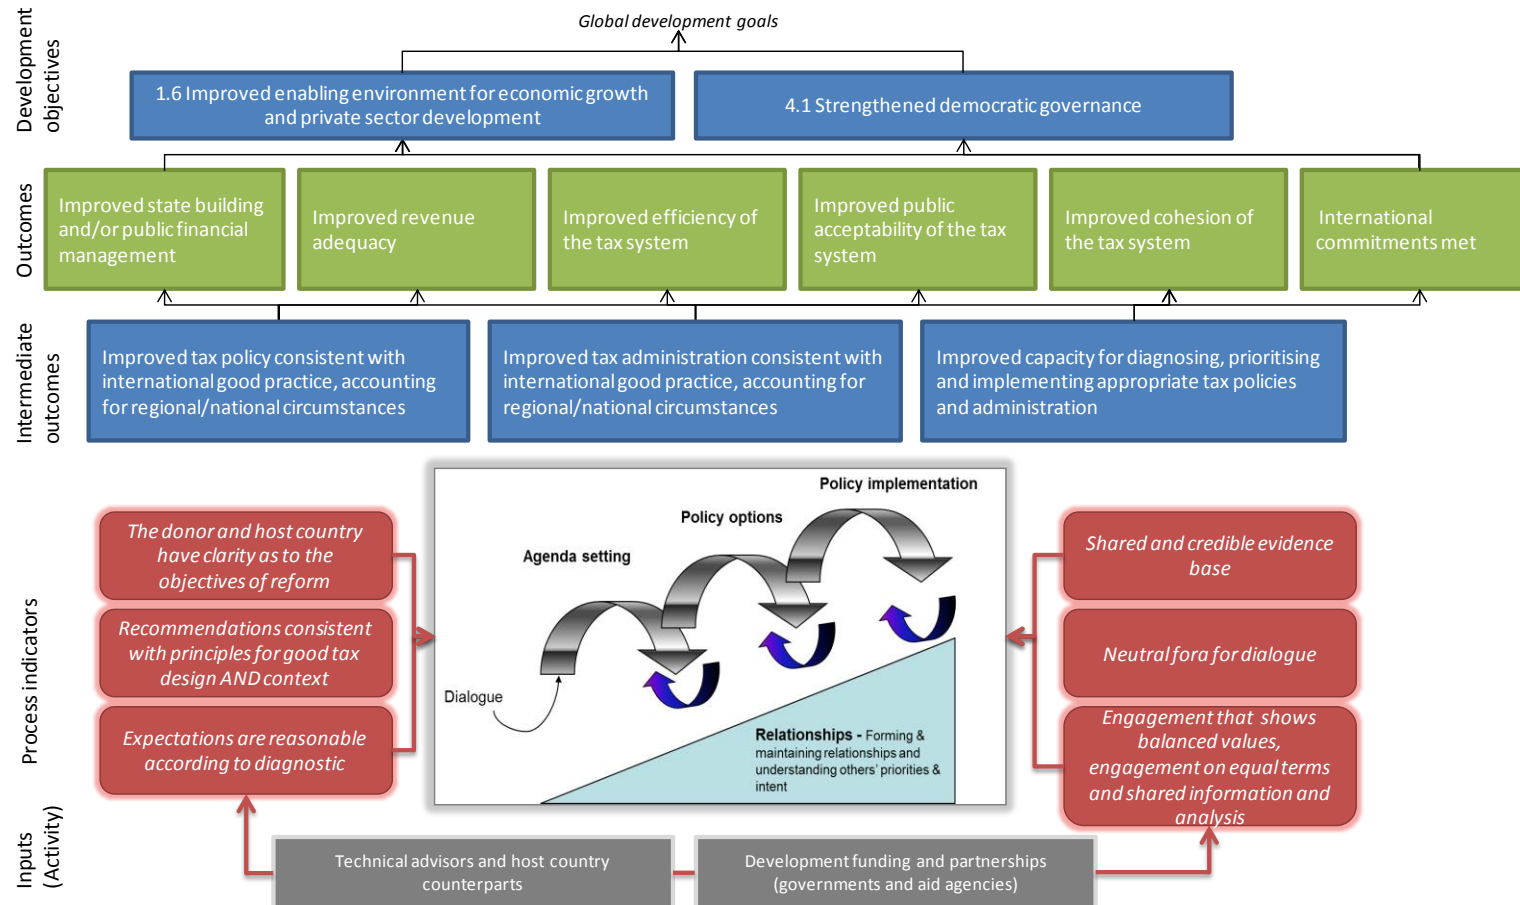 Global development goals
Development
objectives
1.6 Improved enabling environment for economic growth
and private sector development
4.1 Strengthened democratic governance
Outcomes
Improved state building
and/or public financial
management
Improved revenue
adequacy
Improved efficiency of
the tax system
Improved public
acceptability of the tax
system
Improved cohesion of
the tax system
International
commitments met
Intermediate
outcomes
Improved tax policy consistent with
international good practice, accounting
for regional/national circumstances
Improved tax administration consistent with
international good practice, accounting for
regional/national circumstances
Improved capacity for diagnosing, prioritising
and implementing appropriate tax policies
and administration
Process indicators
The donor and host country
have clarity as to the
objectives of reform
Recommendations consistent
with principles for good tax
design AND context
Expectations are reasonable
according to diagnostic
Policy implementation
Policy options
Agenda setting
Dialogue
Relationships - Forming &
maintaining relationships and
understanding others' priorities &
intent
Shared and credible evidence
base
Neutral fora for dialogue
Engagement that shows
balanced values,
engagement on equal terms
and shared information and
analysis
Inputs
(Activity)
Technical advisors and host country
counterparts
Development funding and partnerships
(governments and aid agencies)